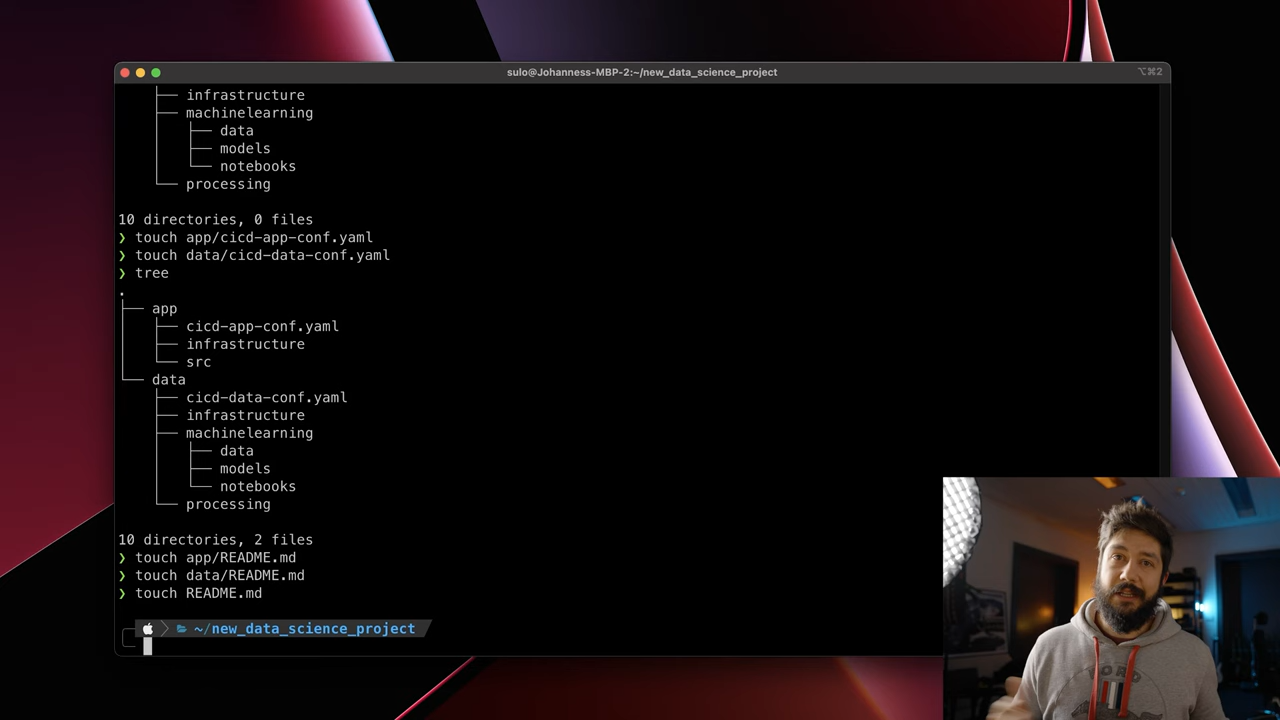 sulo@Johanness-MBP-2:~/new_data_science_project
⌥⌘2
├── infrastructure
├── machinelearning
│   ├── data
│   ├── models
│   └── notebooks
└── processing
10 directories, 0 files
❯ touch app/cicd-app-conf.yaml
❯ touch data/cicd-data-conf.yaml
❯ tree
.
├── app
│   ├── cicd-app-conf.yaml
│   ├── infrastructure
│   └── src
└── data
    ├── cicd-data-conf.yaml
    ├── infrastructure
    ├── machinelearning
    │   ├── data
    │   ├── models
    │   └── notebooks
    └── processing
10 directories, 2 files
❯ touch app/README.md
❯ touch data/README.md
❯ touch README.md
~/new_data_science_project